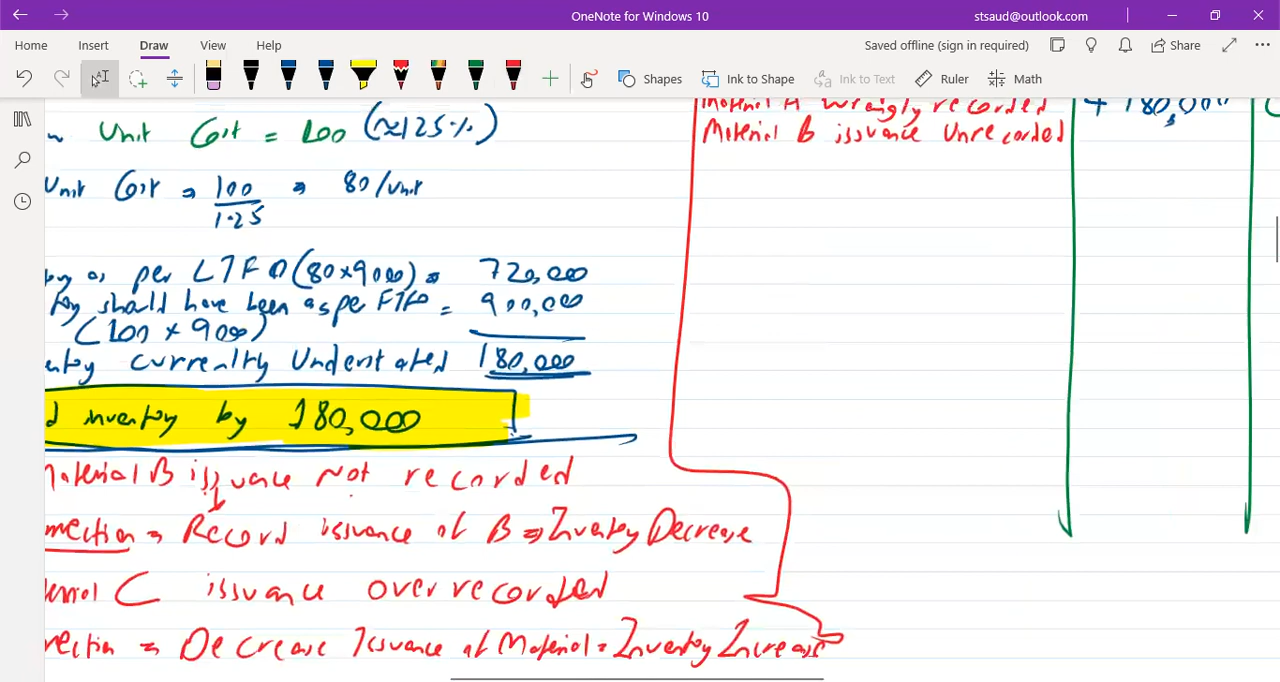 OneNote for Windows 10
stsaud@outlook.com
Home Insert Draw View Help
Saved offline (sign in required)
Share
Shapes
Ink to Shape
Ink to Text
Ruler
Math
Unit Cost = 100 (≈125%)
Unit Cost ⇒ 100/1.25 ⇒ 80/Unit
as per LIFO (80×9000) = 720,000
should have been as per FIFO = 900,000
(100 × 9000)
currently Understated 180,000
inventory by 180,000
Material B issuance not recorded
Record issuance of B ⇒ Inventory Decrease
C issuance over recorded
Decrease Issuance of Material = Inventory Increase
Material A wrongly recorded
+ 180,000
Material B issuance Unrecorded